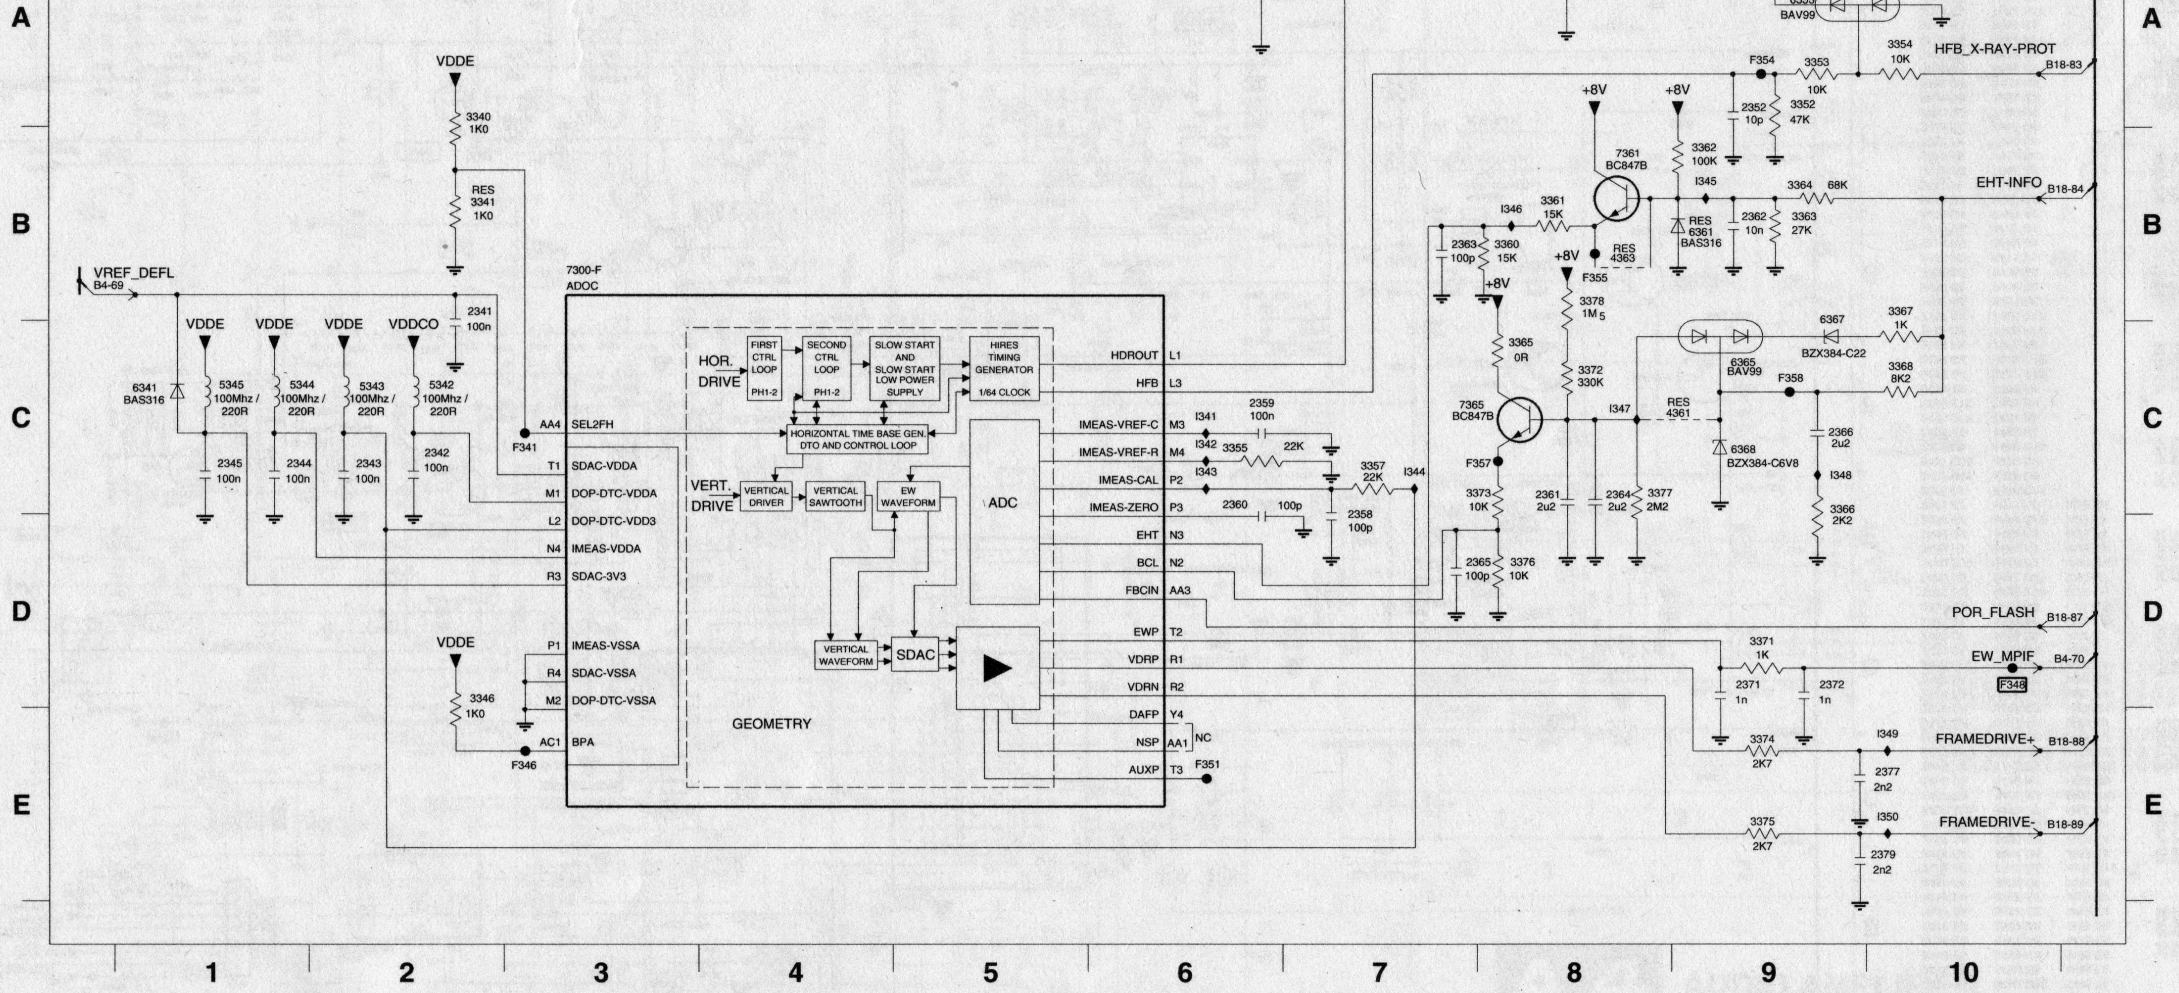 A
A
BAV99
3354
10K
HFB_X-RAY-PROT
B18-83
F354
3353
10K
VDDE
+8V
+8V
2352
10p
3352
47K
3340
1K0
7361
BC847B
3362
100K
RES
3341
1K0
I345
3364
68K
EHT-INFO
B18-84
B
B
I346
3361
15K
RES
6361
BAS316
2362
10n
3363
27K
2363
100p
3360
15K
RES
4363
F355
+8V
VREF_DEFL
B4-69
7300-F
ADOC
+8V
3378
1M5
2341
100n
VDDE
VDDE
VDDE
VDDCO
6367
BZX384-C22
3367
1K
FIRST
CTRL
LOOP
PH1-2
SECOND
CTRL
LOOP
PH1-2
SLOW START
AND
SLOW START
LOW POWER
SUPPLY
HIRES
TIMING
GENERATOR
1/64 CLOCK
HDROUT
L1
HFB
L3
3365
0R
6365
BAV99
3368
8K2
HOR.
DRIVE
3372
330K
F358
6341
BAS316
5345
100Mhz /
220R
5344
100Mhz /
220R
5343
100Mhz /
220R
5342
100Mhz /
220R
C
C
7365
BC847B
I347
RES
4361
F341
AA4
SEL2FH
HORIZONTAL TIME BASE GEN.
DTO AND CONTROL LOOP
IMEAS-VREF-C
M3
I341
2359
100n
IMEAS-VREF-R
M4
I342
3355
22K
6368
BZX384-C6V8
2366
2u2
2345
100n
2344
100n
2343
100n
2342
100n
T1
SDAC-VDDA
F357
IMEAS-CAL
P2
I343
3357
22K
I344
I348
M1
DOP-DTC-VDDA
VERT.
DRIVE
VERTICAL
DRIVER
VERTICAL
SAWTOOTH
EW
WAVEFORM
ADC
3373
10K
2361
2u2
2364
2u2
3377
2M2
IMEAS-ZERO
P3
2360
100p
2358
100p
3366
2K2
L2
DOP-DTC-VDD3
EHT
N3
N4
IMEAS-VDDA
BCL
N2
2365
100p
3376
10K
R3
SDAC-3V3
FBCIN
AA3
D
D
POR_FLASH
B18-87
VDDE
P1
IMEAS-VSSA
VERTICAL
WAVEFORM
SDAC
EWP
T2
3371
1K
EW_MPIF
B4-70
F348
R4
SDAC-VSSA
VDRP
R1
M2
DOP-DTC-VSSA
VDRN
R2
2371
1n
2372
1n
3346
1K0
GEOMETRY
DAFP
Y4
NC
AC1
BPA
F346
NSP
AA1
3374
2K7
I349
FRAMEDRIVE+
B18-88
AUXP
T3
F351
2377
2n2
E
E
3375
2K7
I350
FRAMEDRIVE-
B18-89
2379
2n2
1
2
3
4
5
6
7
8
9
10